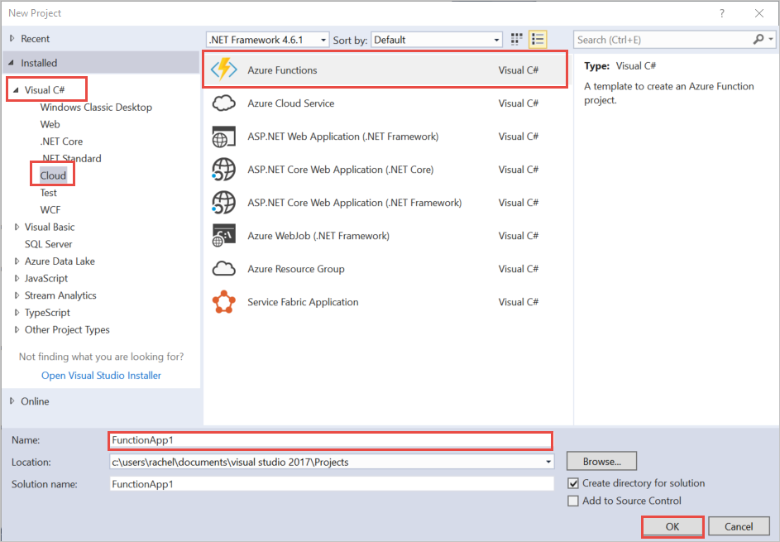 New Project
Recent
.NET Framework 4.6.1
Sort by: Default
Search (Ctrl+E)
Installed
Visual C#
Windows Classic Desktop
Web
.NET Core
.NET Standard
Cloud
Test
WCF
Visual Basic
SQL Server
Azure Data Lake
JavaScript
Stream Analytics
TypeScript
Other Project Types
Not finding what you are looking for?
Open Visual Studio Installer
Online
Azure Functions Visual C#
Azure Cloud Service Visual C#
ASP.NET Web Application (.NET Framework) Visual C#
ASP.NET Core Web Application (.NET Core) Visual C#
ASP.NET Core Web Application (.NET Framework) Visual C#
Azure WebJob (.NET Framework) Visual C#
Azure Resource Group Visual C#
Service Fabric Application Visual C#
Type: Visual C#
A template to create an Azure Function
project.
Name: FunctionApp1
Location: c:\users\rachel\documents\visual studio 2017\Projects
Browse...
Solution name: FunctionApp1
Create directory for solution
Add to Source Control
OK
Cancel